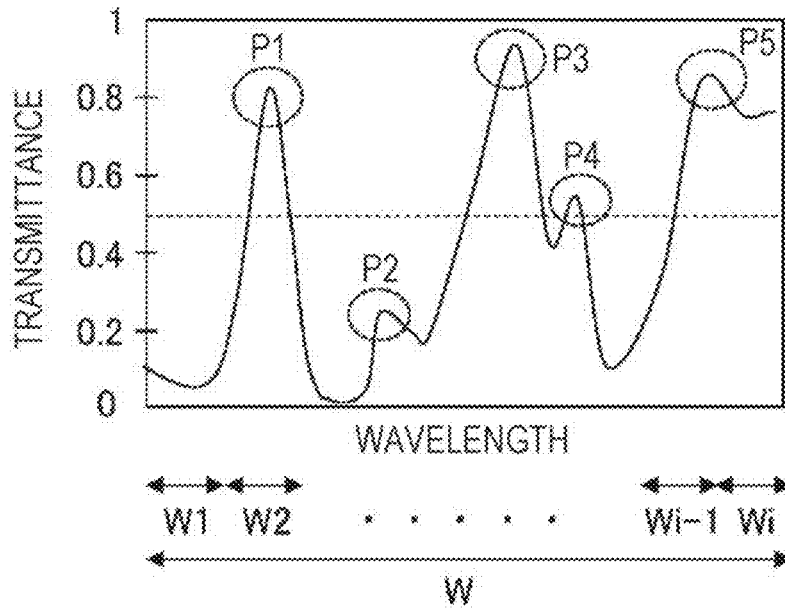 1
P1
P3
P5
0.8
0.6
P4
TRANSMITTANCE
0.4
P2
0.2
0
WAVELENGTH
W1 W2 . . . . . Wi-1 Wi
W